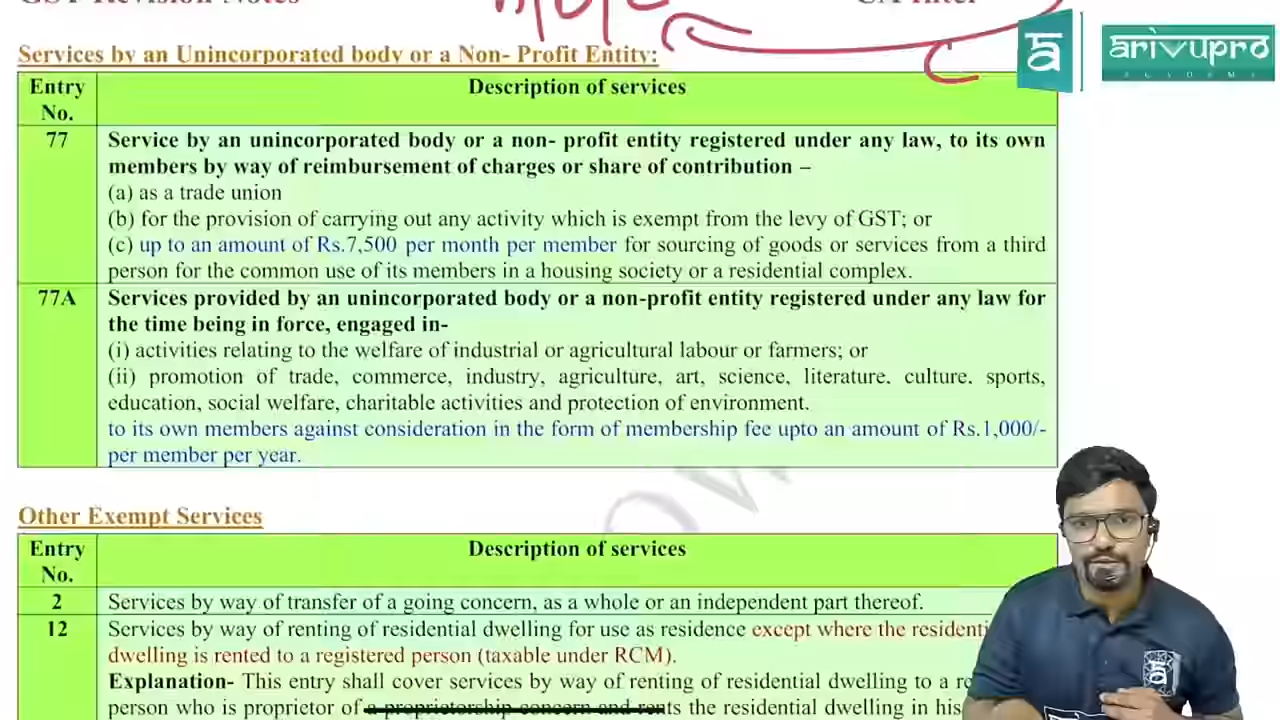 GST Revision Notes
CA Inter
more
arivupro
ACADEMY
Services by an Unincorporated body or a Non- Profit Entity:
Entry No.
Description of services
77
Service by an unincorporated body or a non- profit entity registered under any law, to its own
members by way of reimbursement of charges or share of contribution –
(a) as a trade union
(b) for the provision of carrying out any activity which is exempt from the levy of GST; or
(c) up to an amount of Rs.7,500 per month per member for sourcing of goods or services from a third
person for the common use of its members in a housing society or a residential complex.
77A
Services provided by an unincorporated body or a non-profit entity registered under any law for
the time being in force, engaged in-
(i) activities relating to the welfare of industrial or agricultural labour or farmers; or
(ii) promotion of trade, commerce, industry, agriculture, art, science, literature, culture, sports,
education, social welfare, charitable activities and protection of environment.
to its own members against consideration in the form of membership fee upto an amount of Rs.1,000/-
per member per year.
Other Exempt Services
Entry No.
Description of services
2
Services by way of transfer of a going concern, as a whole or an independent part thereof.
12
Services by way of renting of residential dwelling for use as residence except where the residenti
dwelling is rented to a registered person (taxable under RCM).
Explanation- This entry shall cover services by way of renting of residential dwelling to a re
person who is proprietor of a proprietorship concern and rents the residential dwelling in his